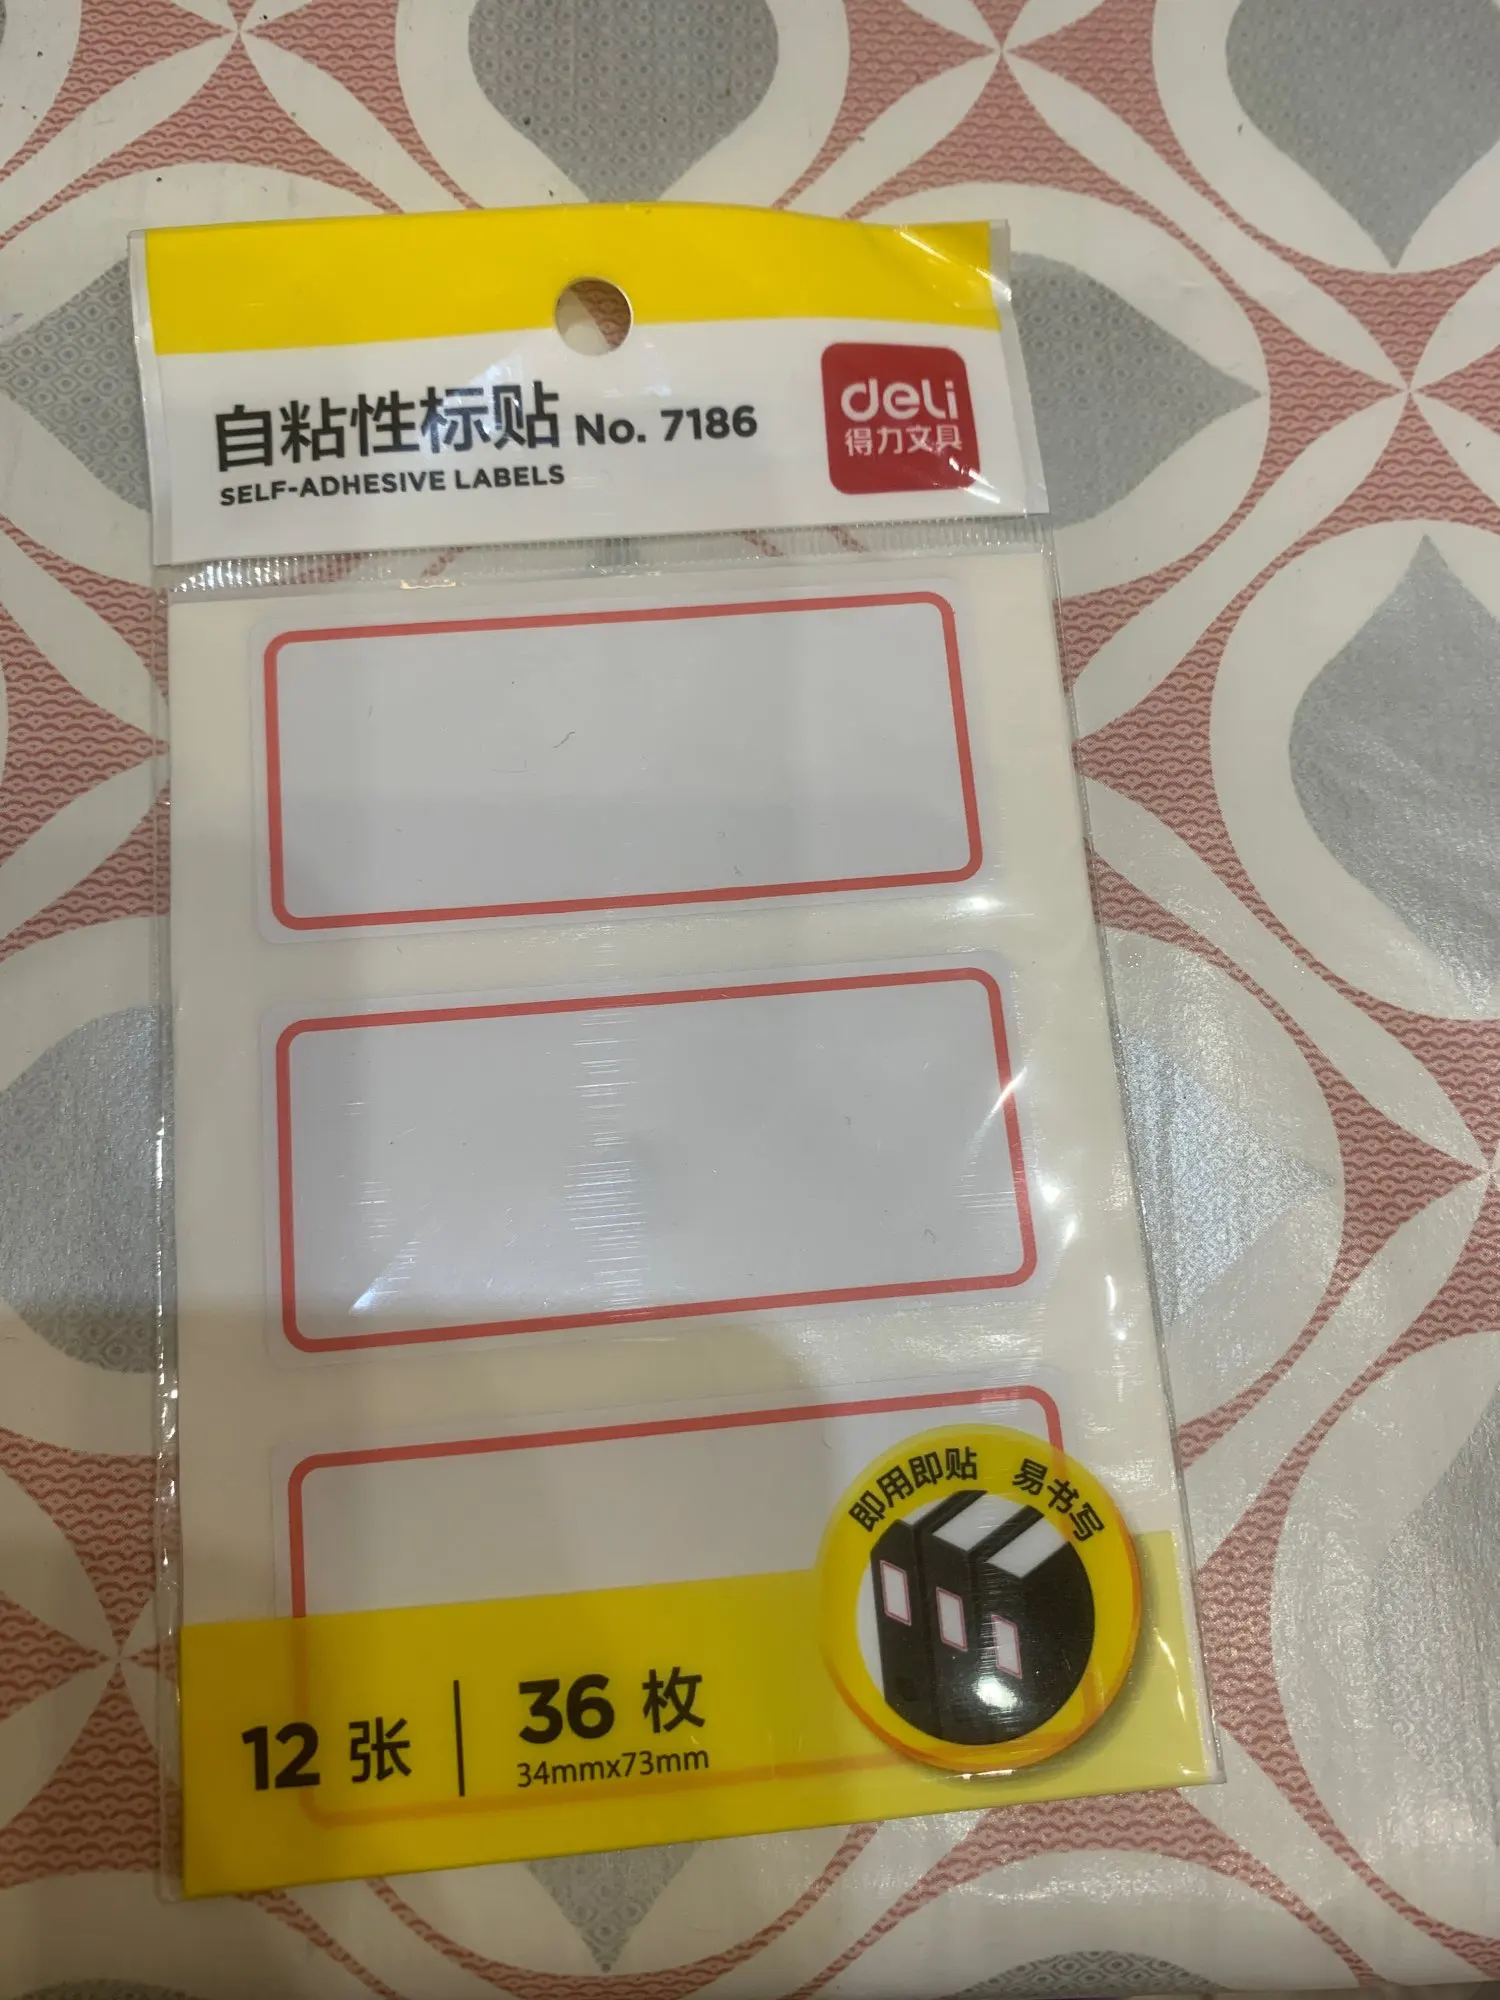 自粘性标贴 No. 7186
SELF-ADHESIVE LABELS
deli
得力文具
即用即贴 易书写
12 张 | 36 枚
34mmx73mm